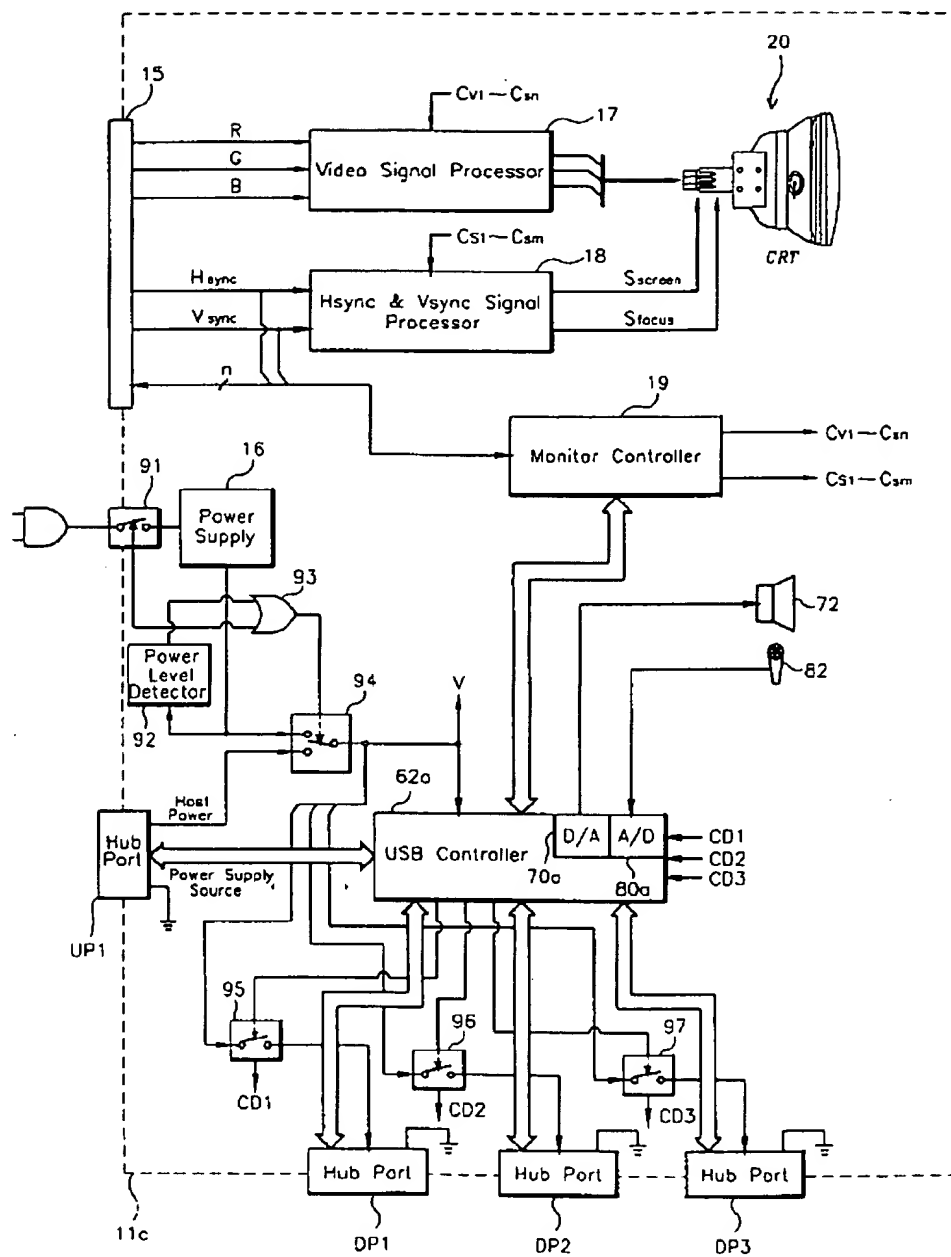 20
15
Cv1—Csn
17
R
G
B
Video Signal Processor
CRT
Cs1—Csm
18
Hsync
Vsync
Hsync & Vsync Signal
Processor
Sscreen
Sfocus
n
19
Monitor Controller
Cv1—Csn
Cs1—Csm
91
16
Power
Supply
93
72
Power
Level
Detector
92
94
V
82
62a
Host
Power
Hub
Port
USB Controller
D/A
A/D
CD1
CD2
CD3
70a
80a
Power Supply
Source
UP1
95
96
97
CD1
CD2
CD3
Hub Port
Hub Port
Hub Port
11c
DP1
DP2
DP3